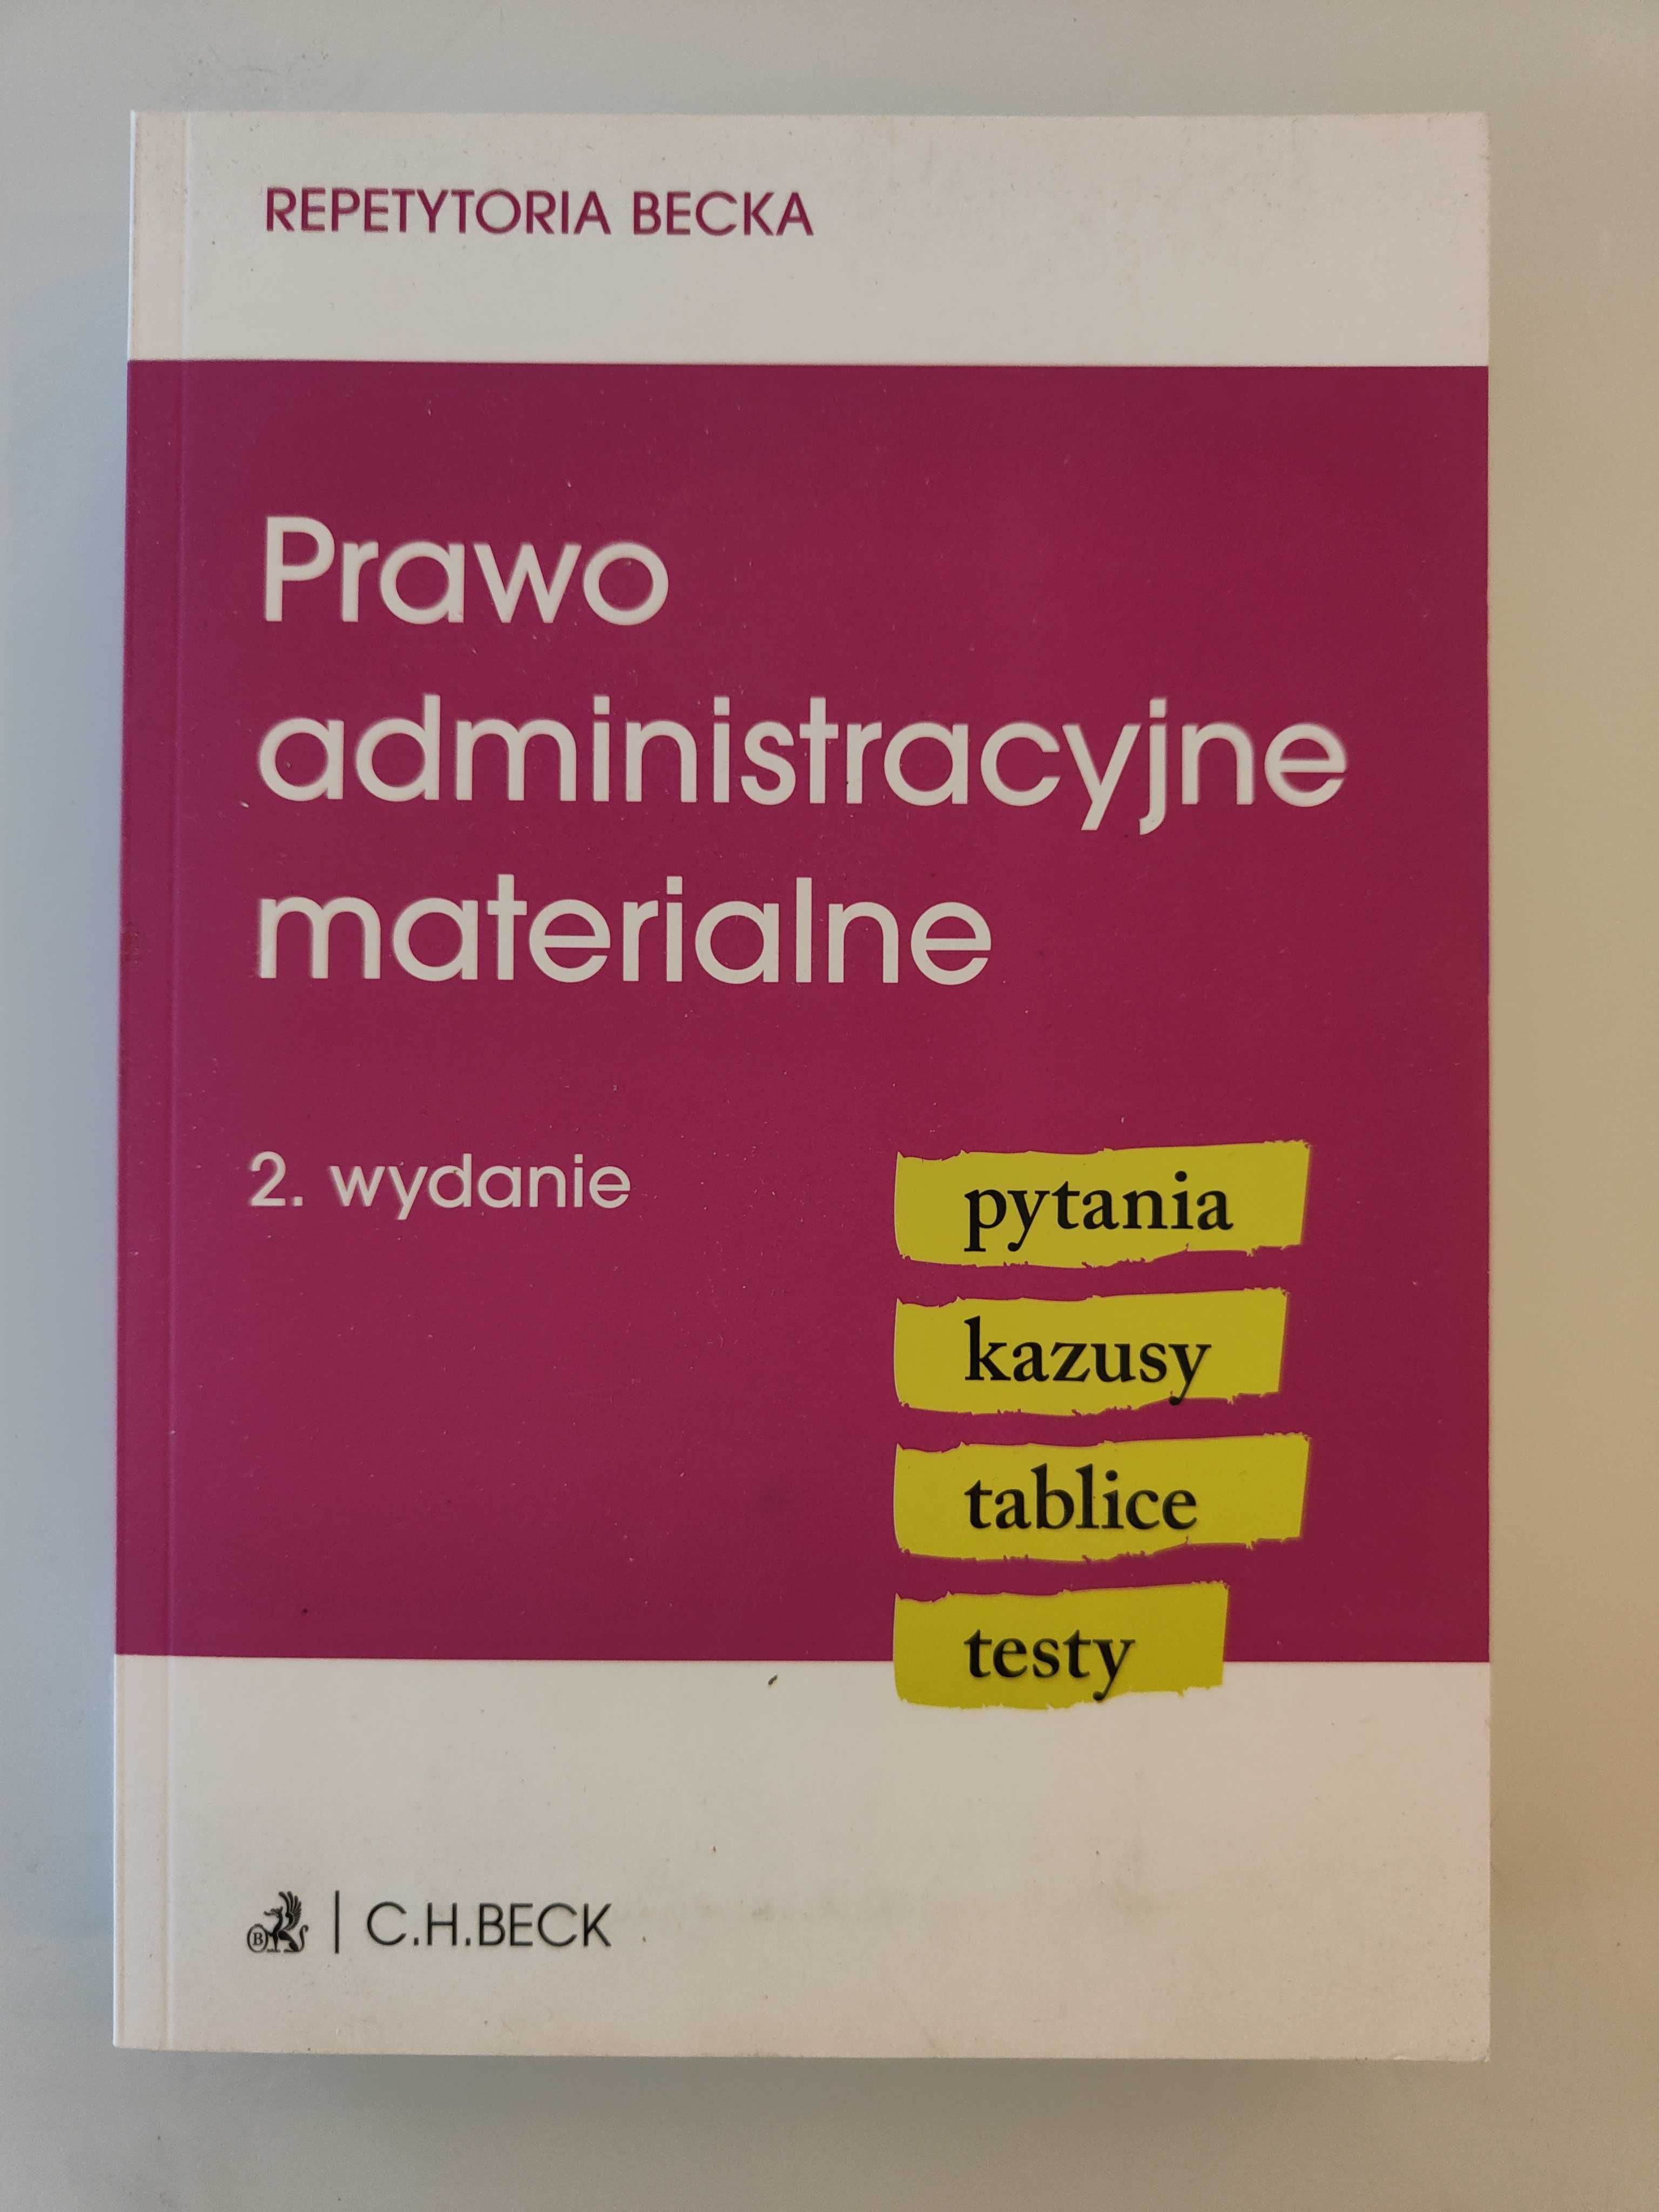 REPETYTORIA BECKA
Prawo
administracyjne
materialne
2. wydanie
pytania
kazusy
tablice
testy
B | C.H.BECK